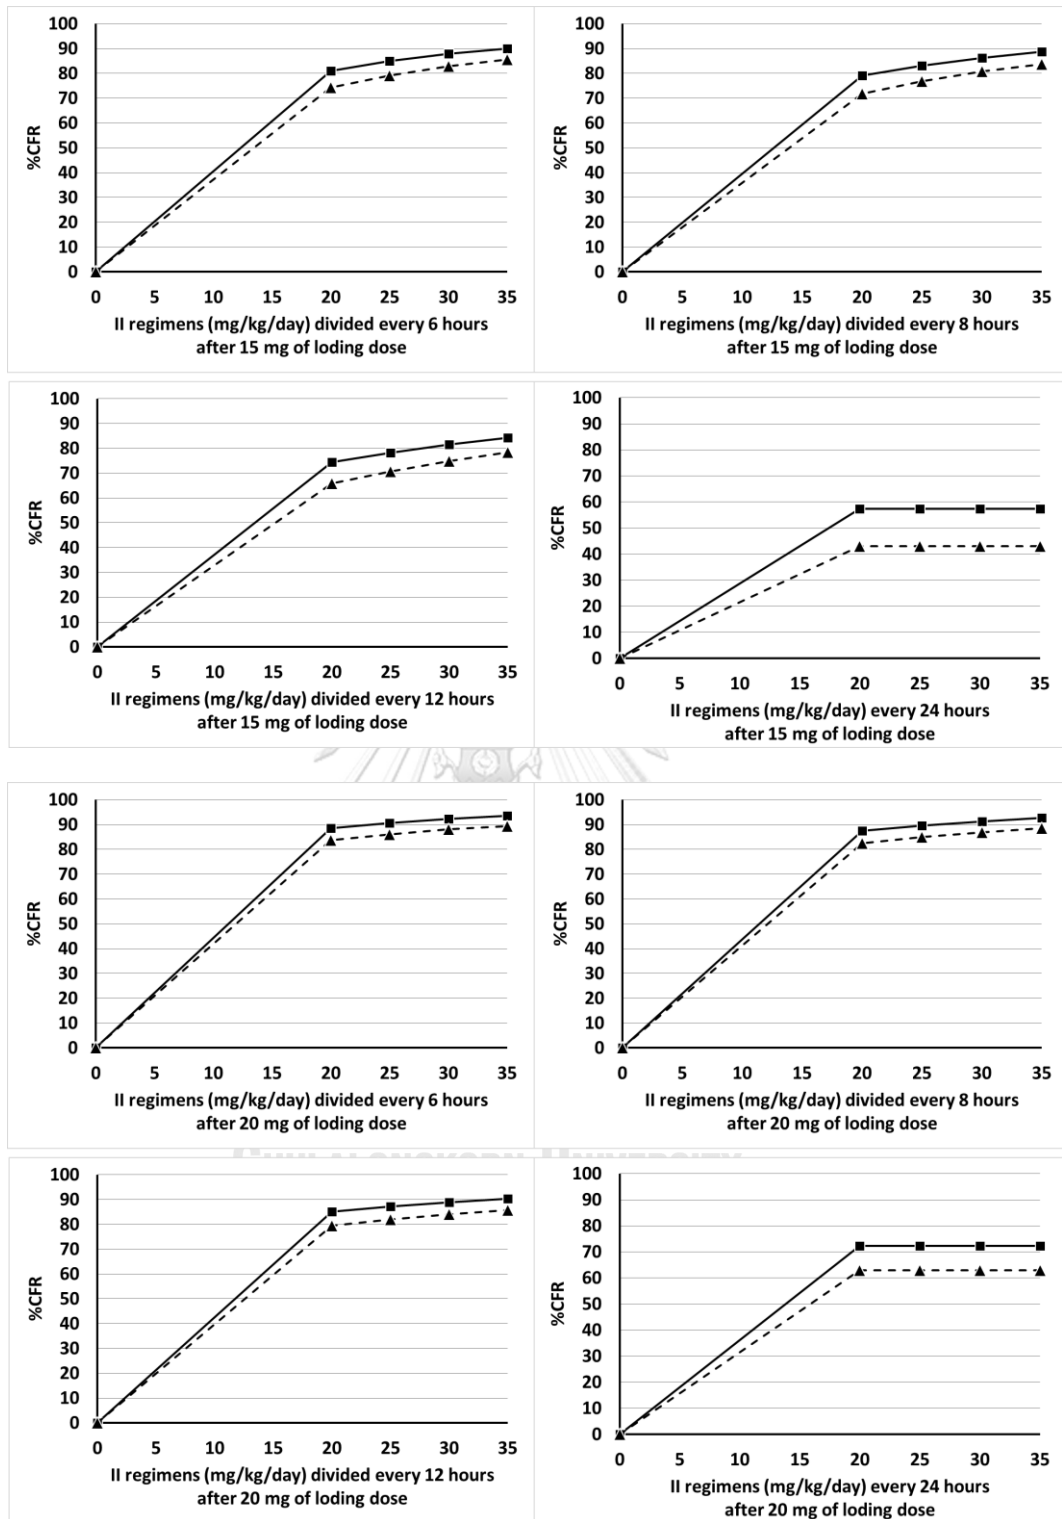 100
90
80
70
60
50
40
30
20
10
0
%CFR
0 5 10 15 20 25 30 35
II regimens (mg/kg/day) divided every 6 hours
after 15 mg of loding dose
100
90
80
70
60
50
40
30
20
10
0
%CFR
0 5 10 15 20 25 30 35
II regimens (mg/kg/day) divided every 8 hours
after 15 mg of loding dose
100
90
80
70
60
50
40
30
20
10
0
%CFR
0 5 10 15 20 25 30 35
II regimens (mg/kg/day) divided every 12 hours
after 15 mg of loding dose
100
90
80
70
60
50
40
30
20
10
0
%CFR
0 5 10 15 20 25 30 35
II regimens (mg/kg/day) every 24 hours
after 15 mg of loding dose
100
90
80
70
60
50
40
30
20
10
0
%CFR
0 5 10 15 20 25 30 35
II regimens (mg/kg/day) divided every 6 hours
after 20 mg of loding dose
100
90
80
70
60
50
40
30
20
10
0
%CFR
0 5 10 15 20 25 30 35
II regimens (mg/kg/day) divided every 8 hours
after 20 mg of loding dose
CHULALONGKORN UNIVERSITY
100
90
80
70
60
50
40
30
20
10
0
%CFR
0 5 10 15 20 25 30 35
II regimens (mg/kg/day) divided every 12 hours
after 20 mg of loding dose
100
90
80
70
60
50
40
30
20
10
0
%CFR
0 5 10 15 20 25 30 35
II regimens (mg/kg/day) every 24 hours
after 20 mg of loding dose